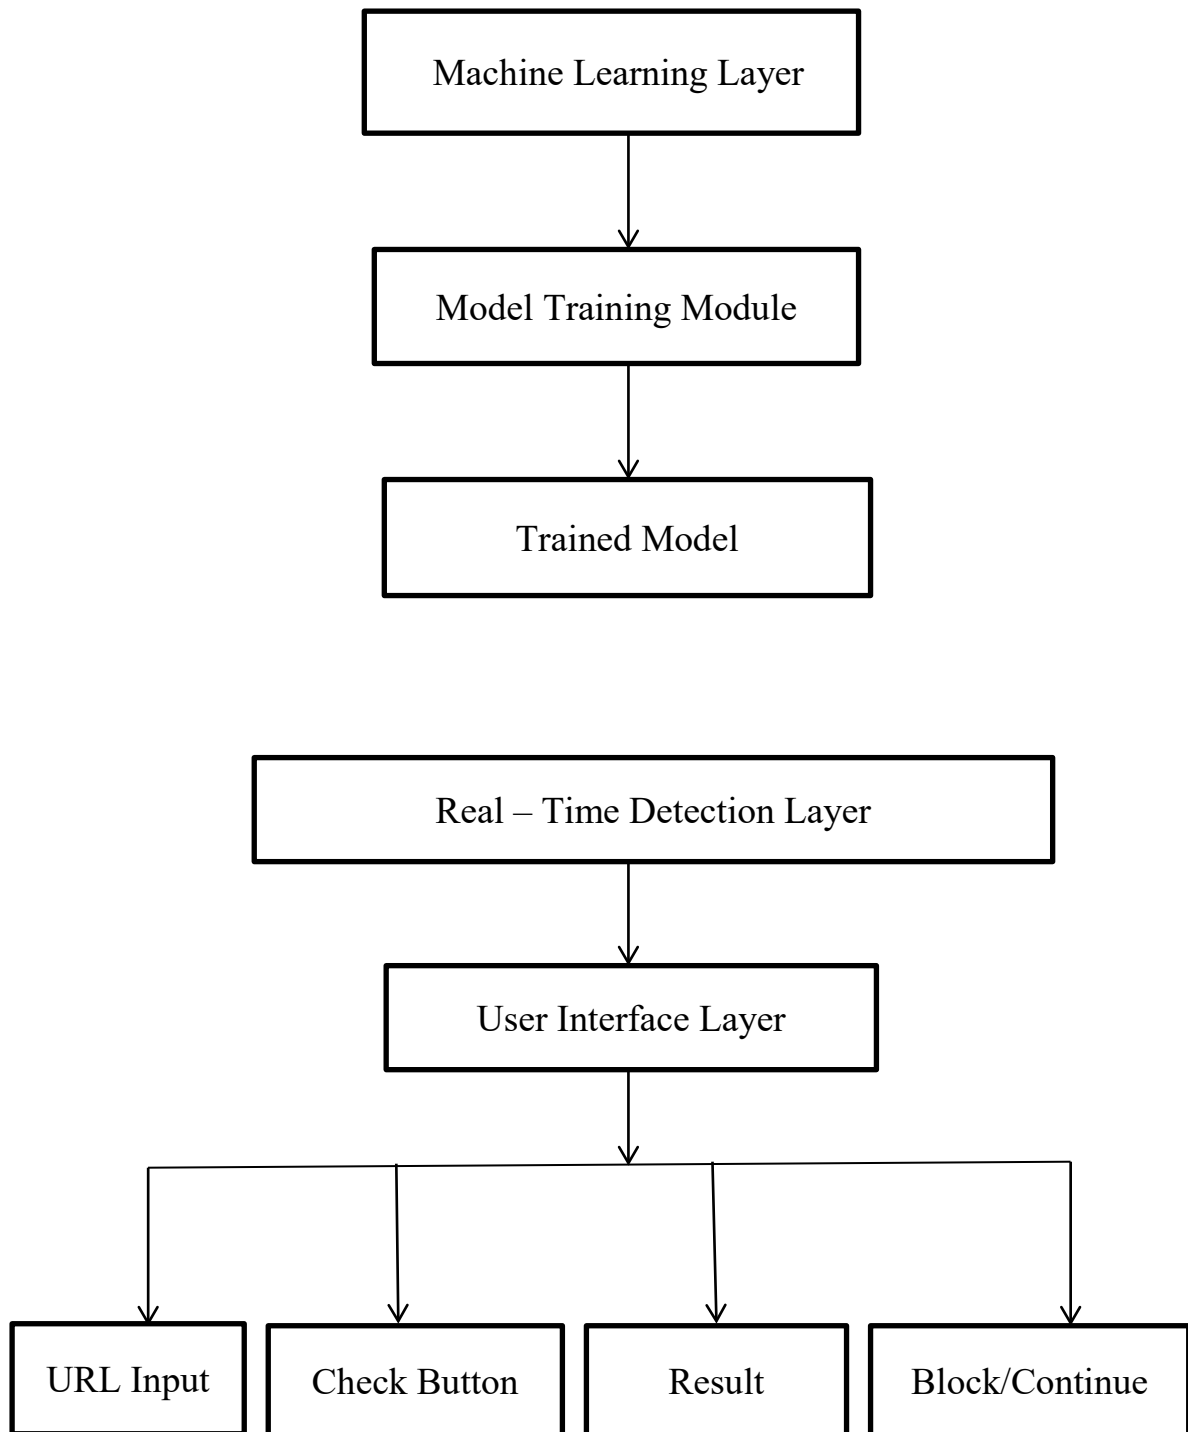 Machine Learning Layer
Model Training Module
Trained Model
Real – Time Detection Layer
User Interface Layer
URL Input
Check Button
Result
Block/Continue